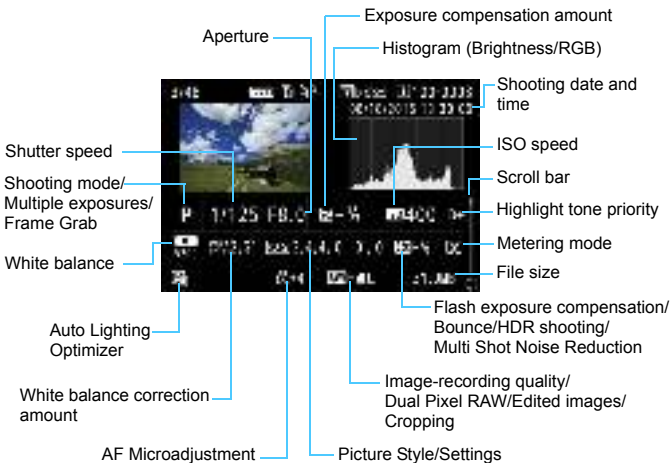 Exposure compensation amount
Aperture
Histogram (Brightness/RGB)
Shooting date and
time
Shutter speed
ISO speed
Shooting mode/
Multiple exposures/
Frame Grab
Scroll bar
Highlight tone priority
White balance
Metering mode
File size
P 1/125 F8.0 400 D+
Auto Lighting
Optimizer
Flash exposure compensation/
Bounce/HDR shooting/
Multi Shot Noise Reduction
White balance correction
amount
Image-recording quality/
Dual Pixel RAW/Edited images/
Cropping
AF Microadjustment
Picture Style/Settings